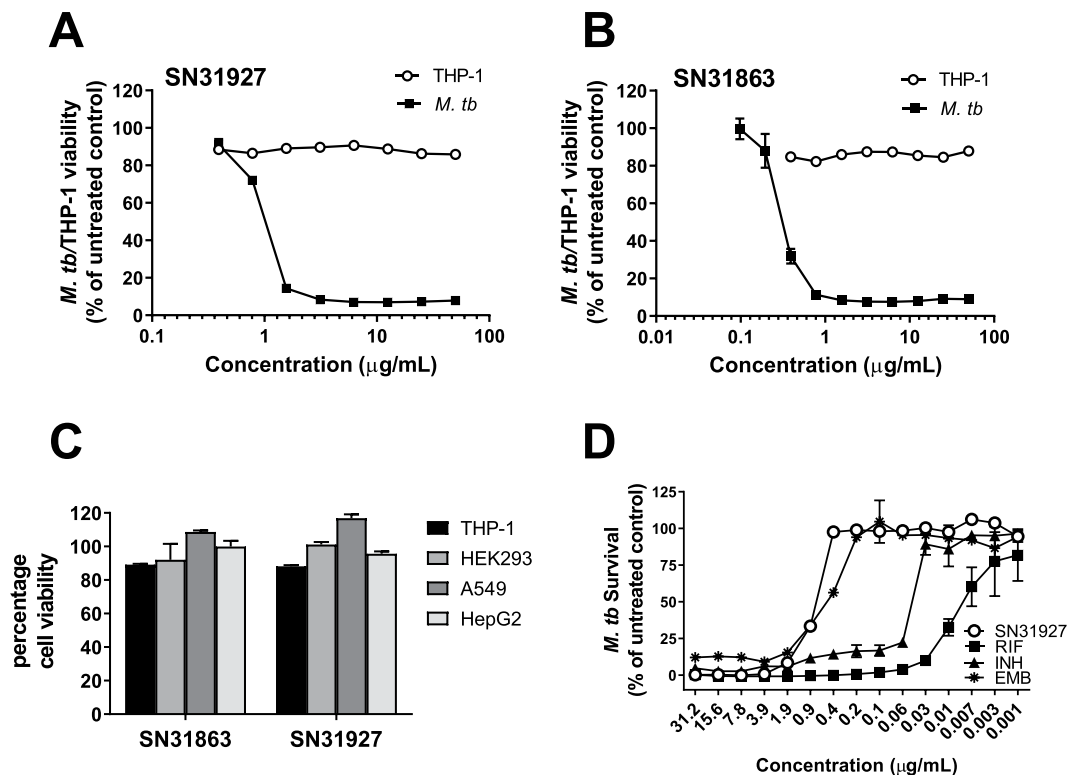 A
SN31927
THP-1
M. tb
M. tb/THP-1 viability
(% of untreated control)
120
100
80
60
40
20
0
0.1
1
10
100
Concentration (μg/mL)
B
SN31863
THP-1
M. tb
M. tb/THP-1 viability
(% of untreated control)
120
100
80
60
40
20
0
0.01
0.1
1
10
100
Concentration (μg/mL)
C
percentage
cell viability
120
100
80
60
40
20
0
SN31863
SN31927
THP-1
HEK293
A549
HepG2
D
M. tb Survival
(% of untreated control)
125
100
75
50
25
0
SN31927
RIF
INH
EMB
31.2
15.6
7.8
3.9
1.9
0.9
0.4
0.2
0.1
0.06
0.03
0.01
0.007
0.003
0.001
Concentration (μg/mL)